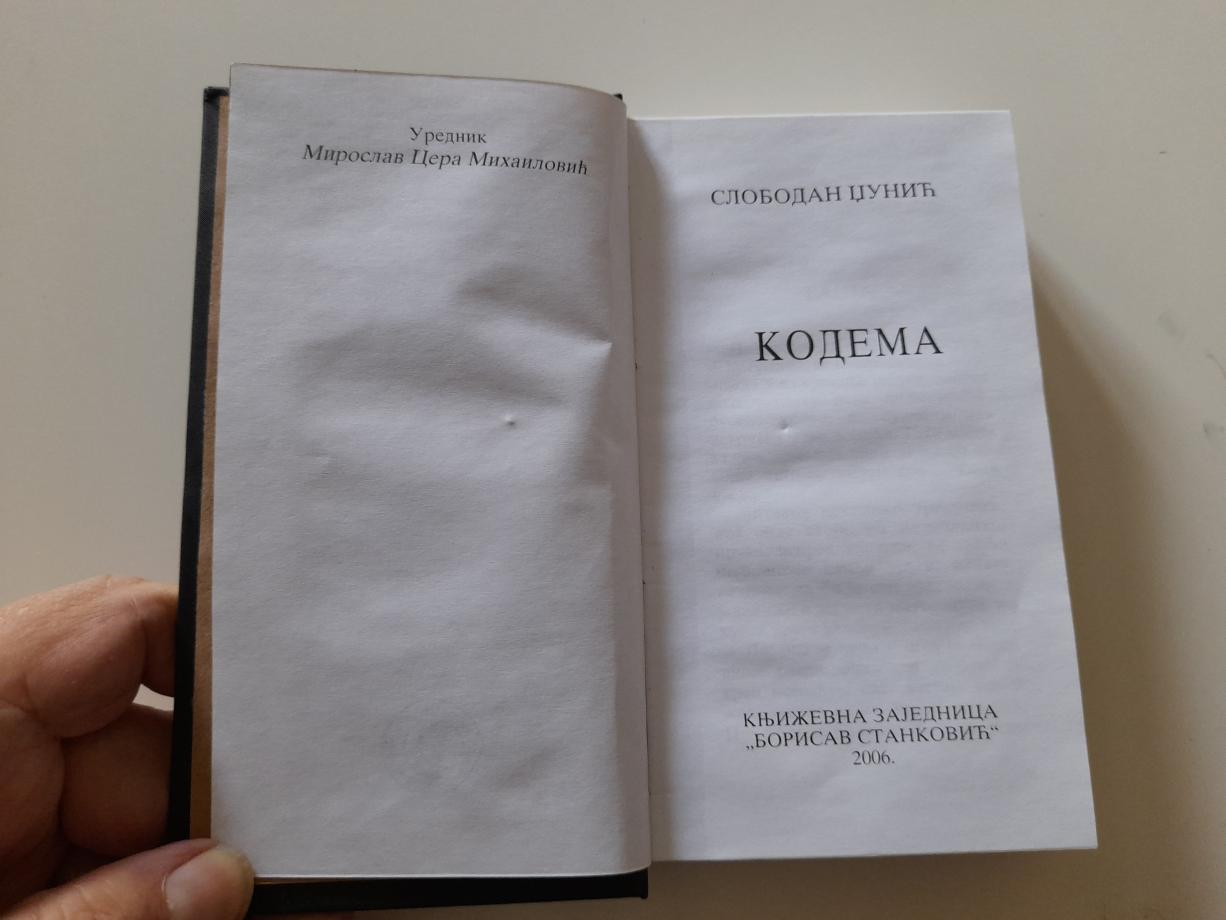 Уредник
Мирослав Цера Михаиловић
СЛОБОДАН ЏУНИЋ
КОДЕМА
КЊИЖЕВНА ЗАЈЕДНИЦА
„БОРИСАВ СТАНКОВИЋ“
2006.